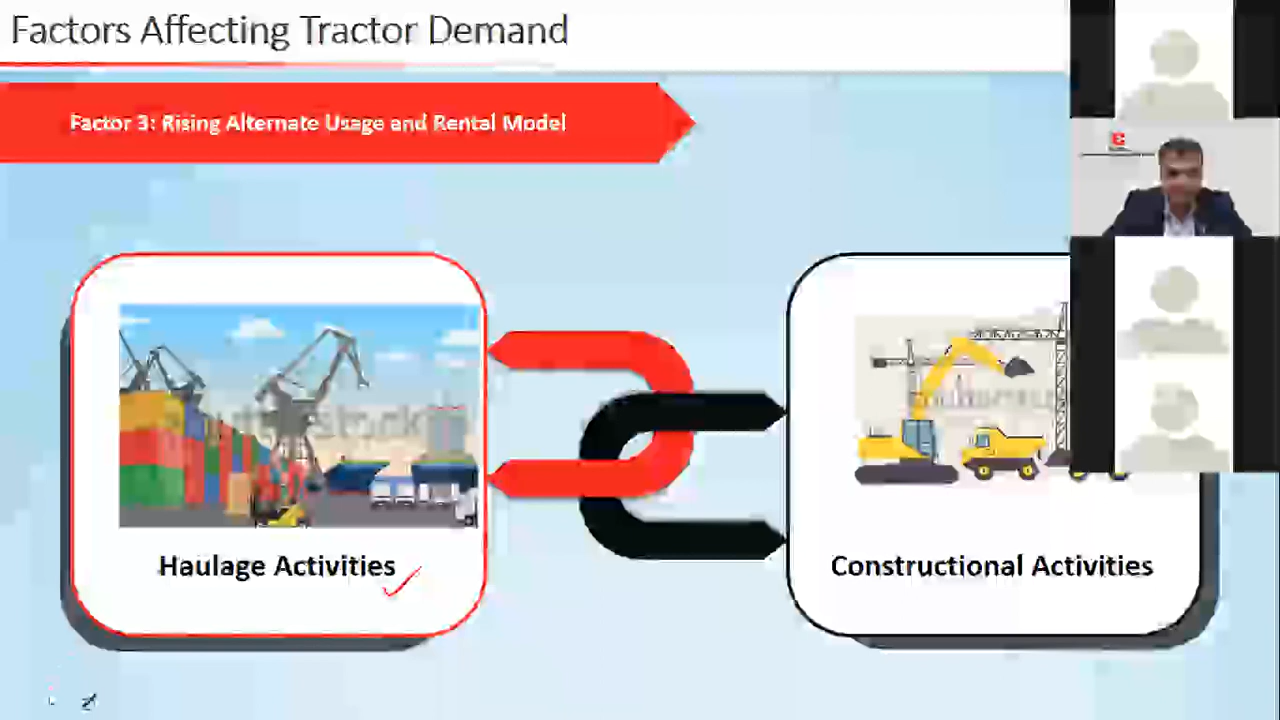 Factors Affecting Tractor Demand
Factor 3: Rising Alternate Usage and Rental Model
Haulage Activities
Constructional Activities